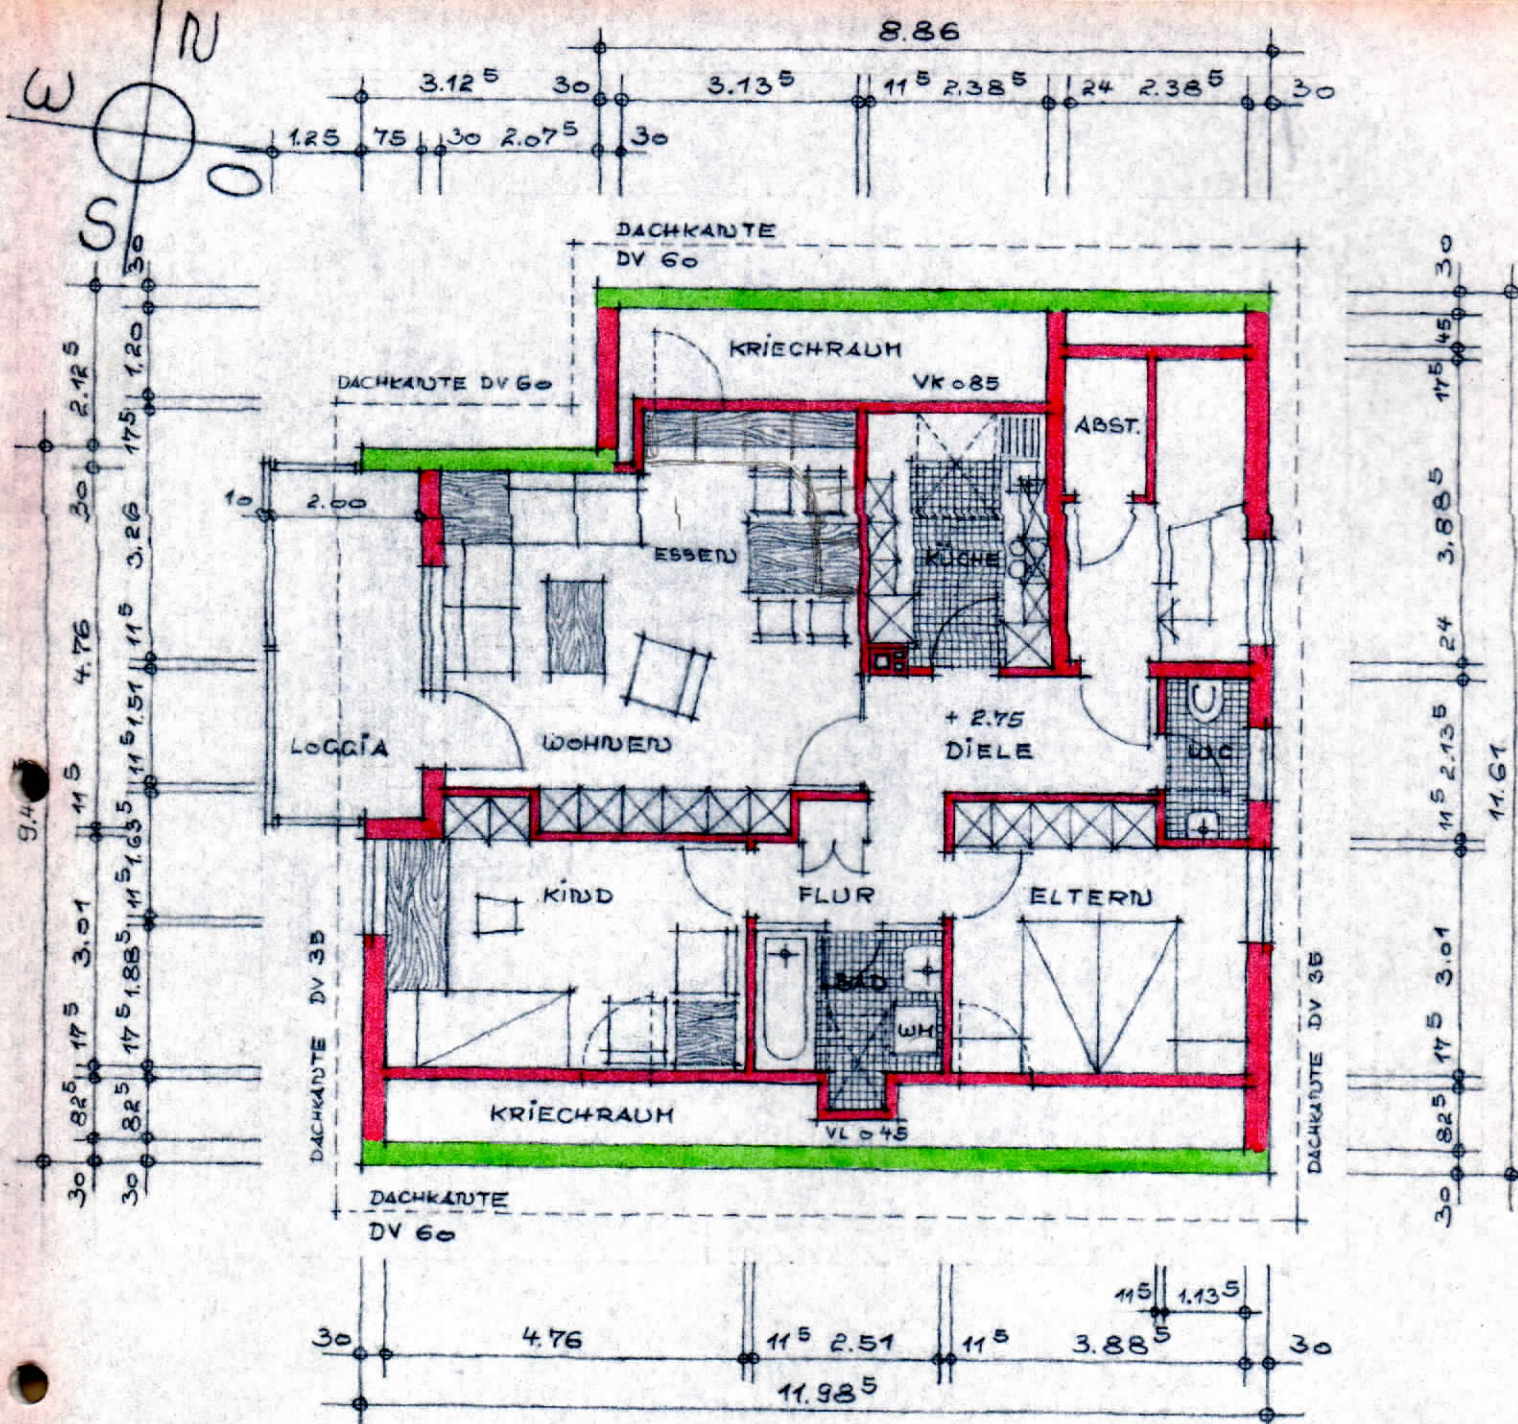 N
W
O
S
8.86
3.12⁵ 30 3.13⁵ 11⁵ 2.38⁵ 24 2.38⁵ 30
1.25 75 30 2.07⁵ 30
DACHKANTE
DV 60
DACHKANTE DV 60
KRIECHRAUM
VK 085
ABST.
10 2.00
ESSEN
KÜCHE
LOGGIA
WOHNEN
+ 2.75
DIELE
WC
KIND
FLUR
ELTERN
BAD
WM
KRIECHRAUM
VL 045
DACHKANTE DV 35
DACHKANTE DV 35
DACHKANTE
DV 60
30 1.20 17⁵ 3.26 11⁵ 1.51 11⁵ 1.63⁵ 11⁵ 1.88⁵ 17⁵ 82⁵ 30
2.12⁵ 30 4.76 11⁵ 3.01 17⁵ 82⁵ 30
30 45 17⁵ 3.88⁵ 24 2.13⁵ 11⁵ 3.01 17⁵ 82⁵ 30
11.61
11⁵ 1.13⁵
30 4.76 11⁵ 2.51 11⁵ 3.88⁵ 30
11.98⁵